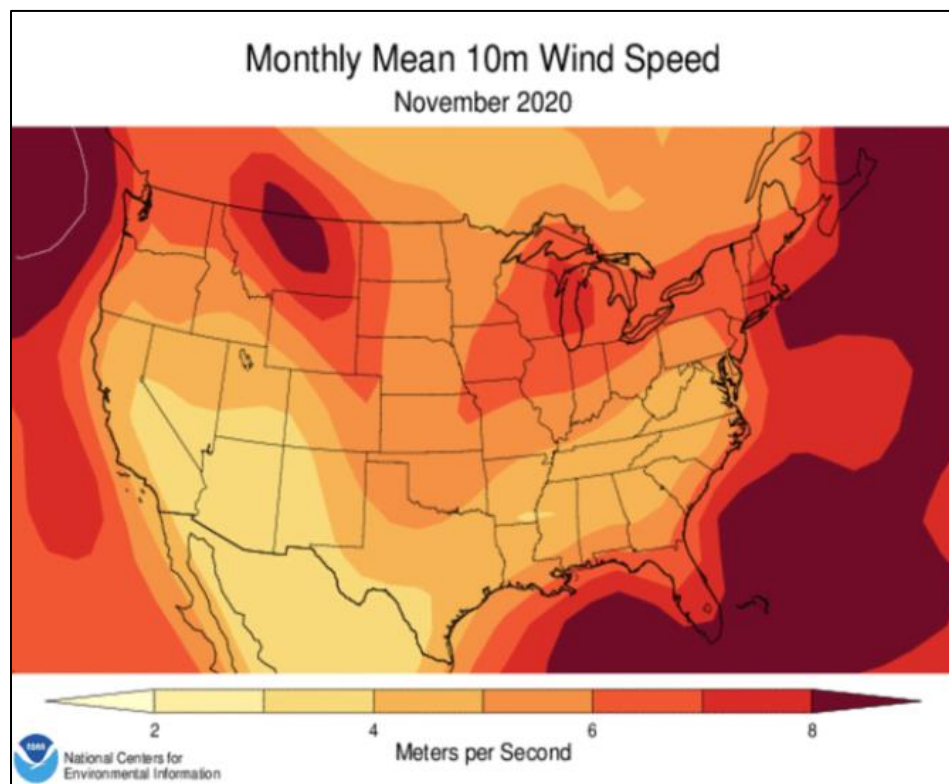 Monthly Mean 10m Wind Speed
November 2020
2 4 6 8
Meters per Second
National Centers for
Environmental Information